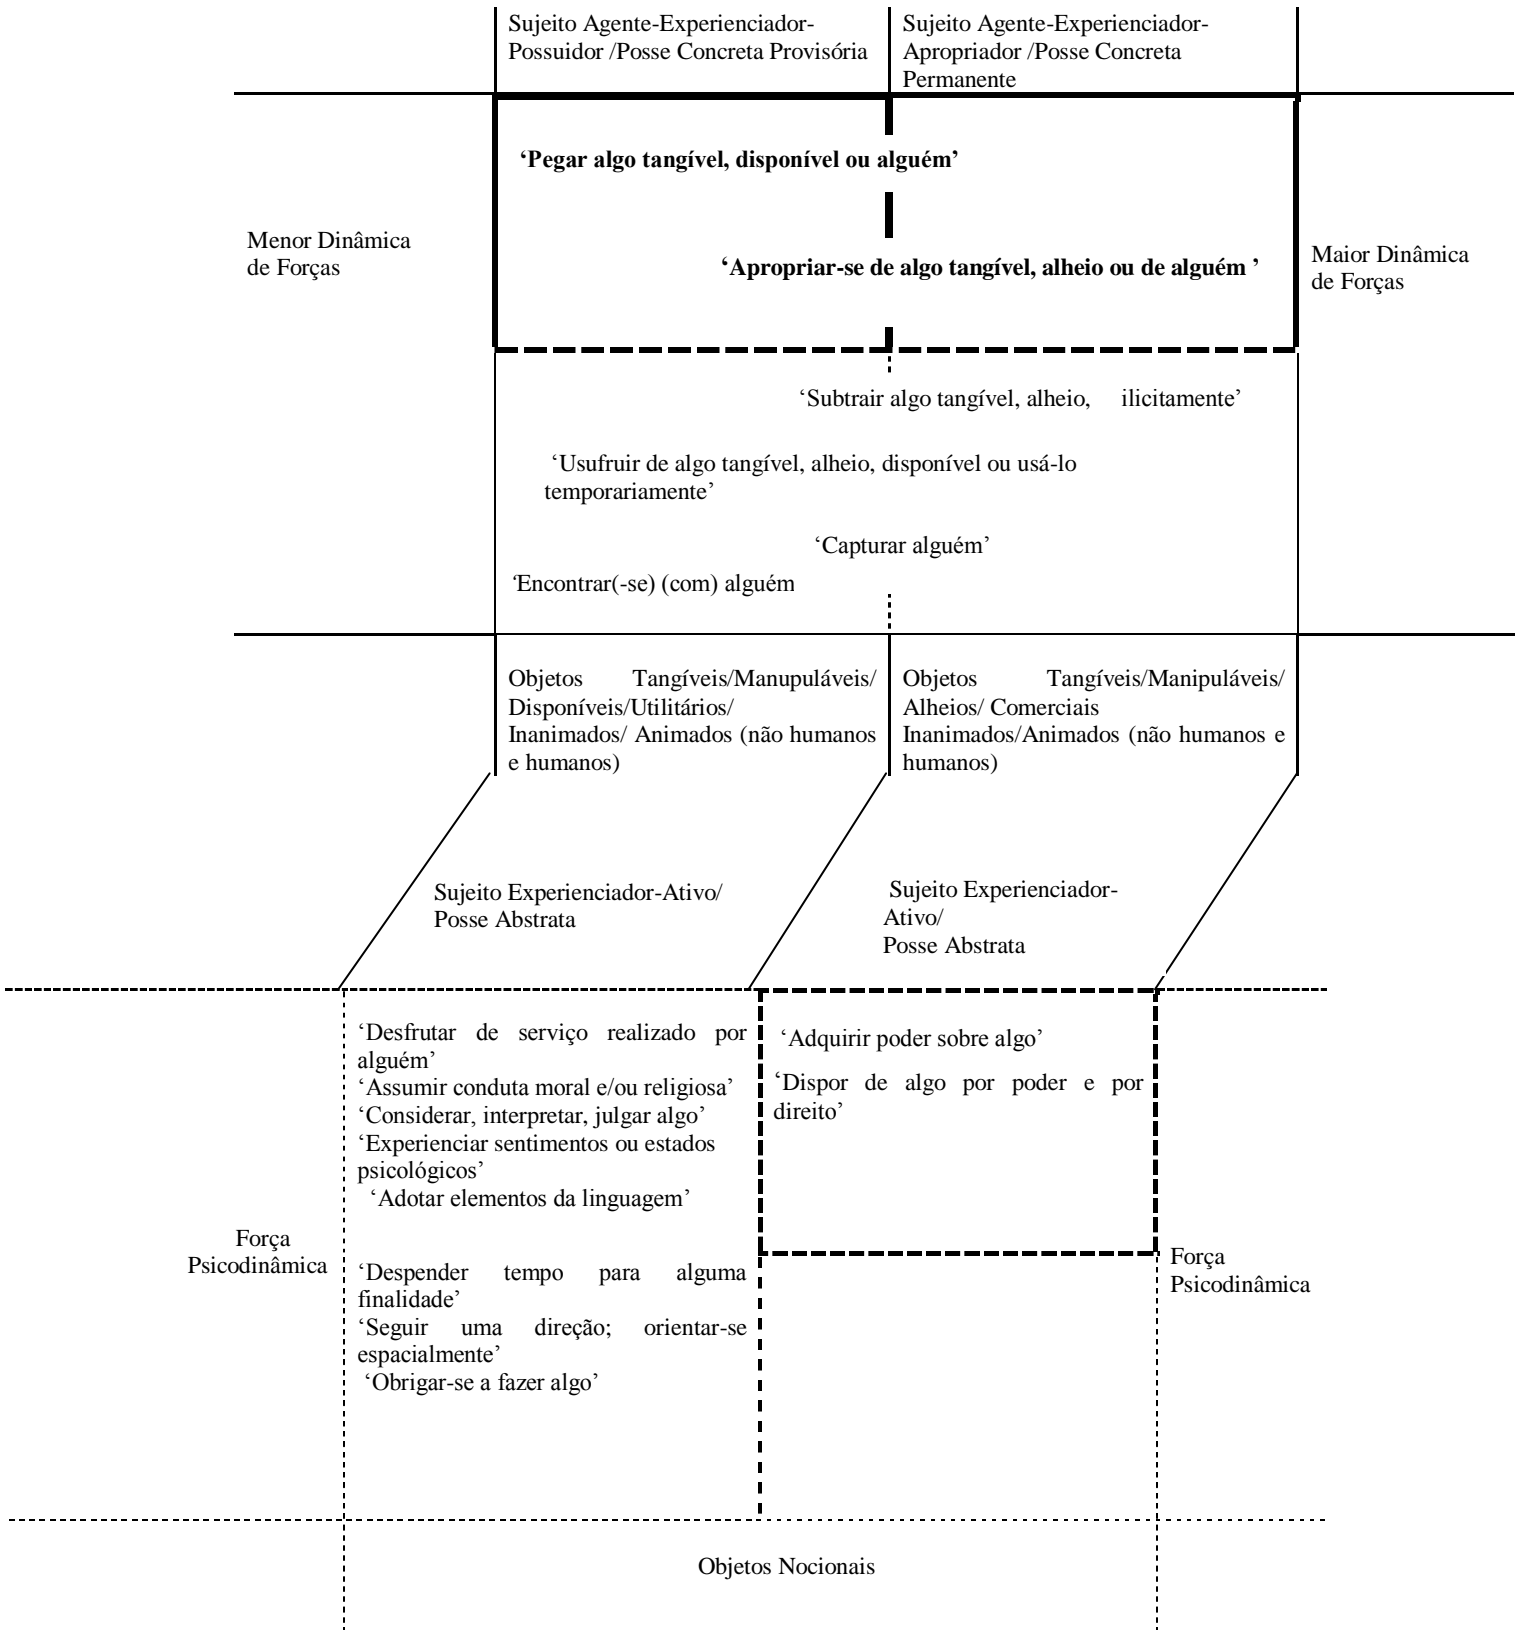 Sujeito Agente-Experienciador-
Possuidor /Posse Concreta Provisória
Sujeito Agente-Experienciador-
Apropriador /Posse Concreta
Permanente
‘Pegar algo tangível, disponível ou alguém’
Menor Dinâmica
de Forças
‘Apropriar-se de algo tangível, alheio ou de alguém ’
Maior Dinâmica
de Forças
‘Subtrair algo tangível, alheio, ilicitamente’
‘Usufruir de algo tangível, alheio, disponível ou usá-lo
temporariamente’
‘Capturar alguém’
‘Encontrar(-se) (com) alguém
Objetos Tangíveis/Manupuláveis/
Disponíveis/Utilitários/
Inanimados/ Animados (não humanos
e humanos)
Objetos Tangíveis/Manipuláveis/
Alheios/ Comerciais
Inanimados/Animados (não humanos e
humanos)
Sujeito Experienciador-Ativo/
Posse Abstrata
Sujeito Experienciador-
Ativo/
Posse Abstrata
‘Desfrutar de serviço realizado por
alguém’
‘Assumir conduta moral e/ou religiosa’
‘Considerar, interpretar, julgar algo’
‘Experienciar sentimentos ou estados
psicológicos’
‘Adotar elementos da linguagem’
‘Despender tempo para alguma
finalidade’
‘Seguir uma direção; orientar-se
espacialmente’
‘Obrigar-se a fazer algo’
‘Adquirir poder sobre algo’
‘Dispor de algo por poder e por
direito’
Força
Psicodinâmica
Força
Psicodinâmica
Objetos Nocionais